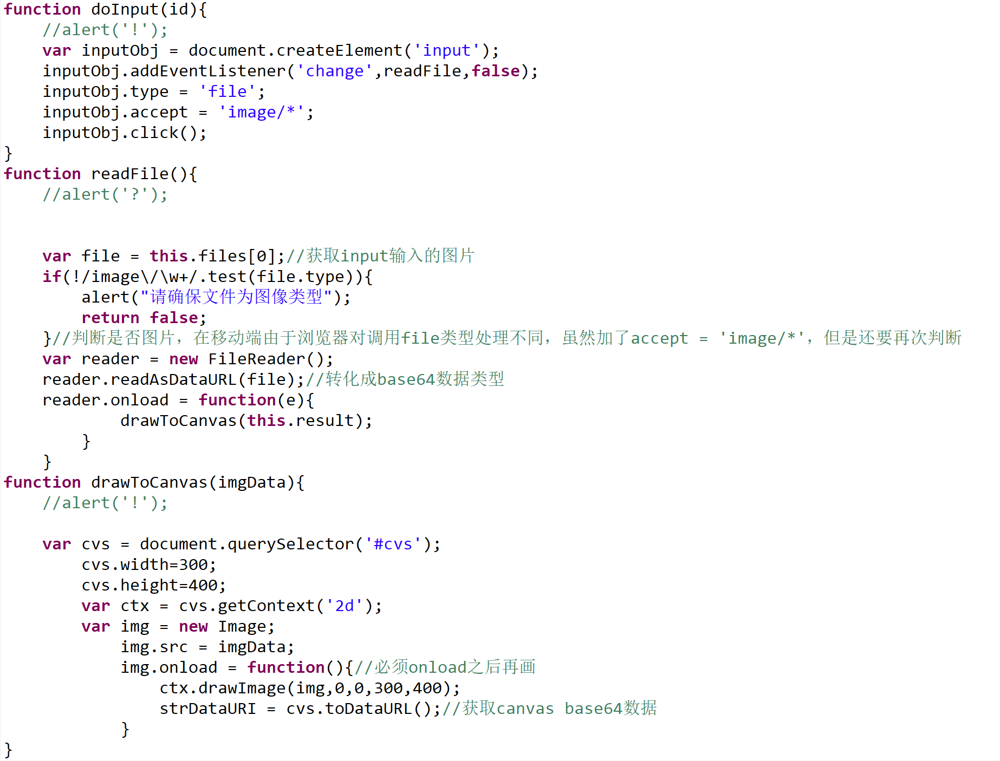 function doInput(id){
    //alert('!');
    var inputObj = document.createElement('input');
    inputObj.addEventListener('change',readFile,false);
    inputObj.type = 'file';
    inputObj.accept = 'image/*';
    inputObj.click();
}
function readFile(){
    //alert('?');
    var file = this.files[0];//获取input输入的图片
    if(!/image\/\w+/.test(file.type)){
        alert("请确保文件为图像类型");
        return false;
    }//判断是否图片，在移动端由于浏览器对调用file类型处理不同，虽然加了accept = 'image/*'，但是还要再次判断
    var reader = new FileReader();
    reader.readAsDataURL(file);//转化成base64数据类型
    reader.onload = function(e){
            drawToCanvas(this.result);
        }
    }
function drawToCanvas(imgData){
    //alert('!');
    var cvs = document.querySelector('#cvs');
        cvs.width=300;
        cvs.height=400;
        var ctx = cvs.getContext('2d');
        var img = new Image;
            img.src = imgData;
            img.onload = function(){//必须onload之后再画
                ctx.drawImage(img,0,0,300,400);
                strDataURI = cvs.toDataURL();//获取canvas base64数据
            }
}